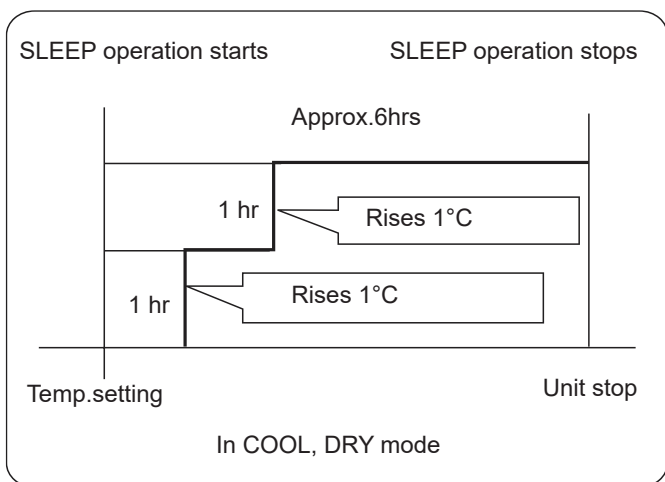 SLEEP operation starts
SLEEP operation stops
Approx.6hrs
1 hr
Rises 1°C
1 hr
Rises 1°C
Temp.setting
Unit stop
In COOL, DRY mode